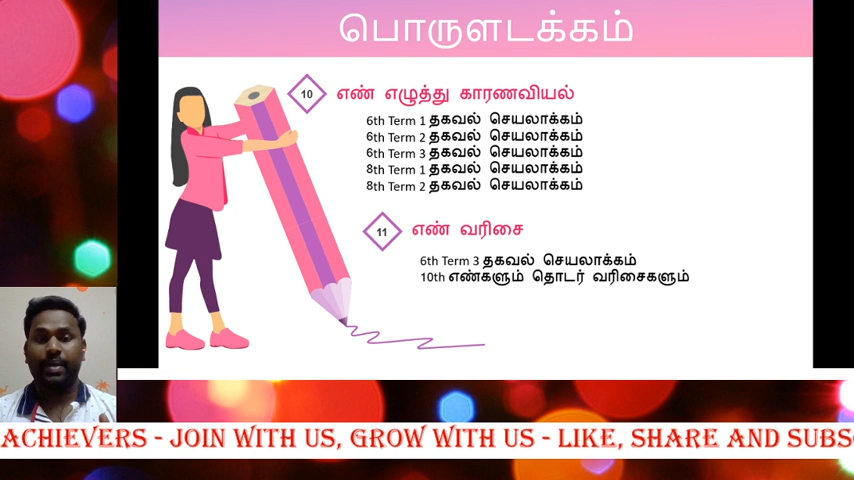 பொருளடக்கம்
10 எண் எழுத்து காரணவியல்
6th Term 1 தகவல் செயலாக்கம்
6th Term 2 தகவல் செயலாக்கம்
6th Term 3 தகவல் செயலாக்கம்
8th Term 1 தகவல் செயலாக்கம்
8th Term 2 தகவல் செயலாக்கம்
11 எண் வரிசை
6th Term 3 தகவல் செயலாக்கம்
10th எண்களும் தொடர் வரிசைகளும்
ACHIEVERS - JOIN WITH US, GROW WITH US - LIKE, SHARE AND SUBS